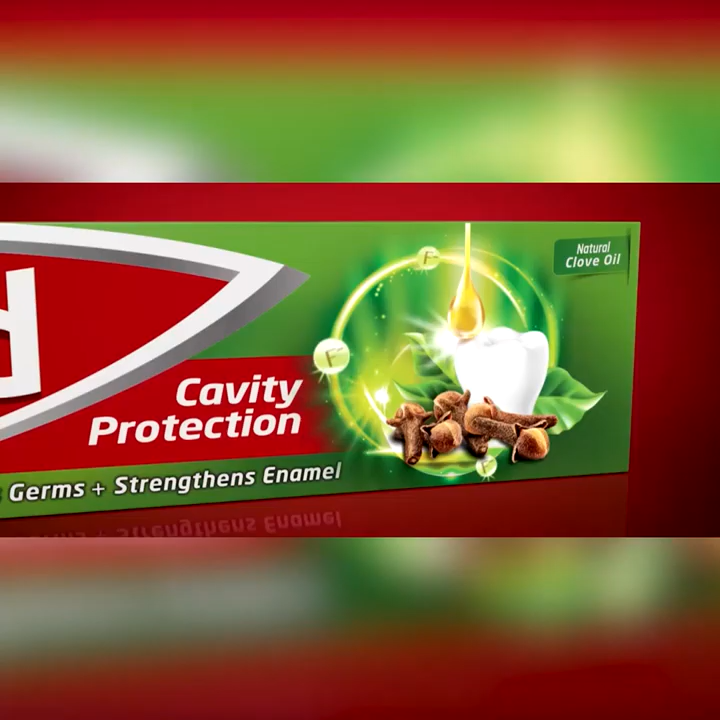 d
Natural
Clove Oil
F⁻
F⁻
Cavity
Protection
Germs + Strengthens Enamel
F⁻